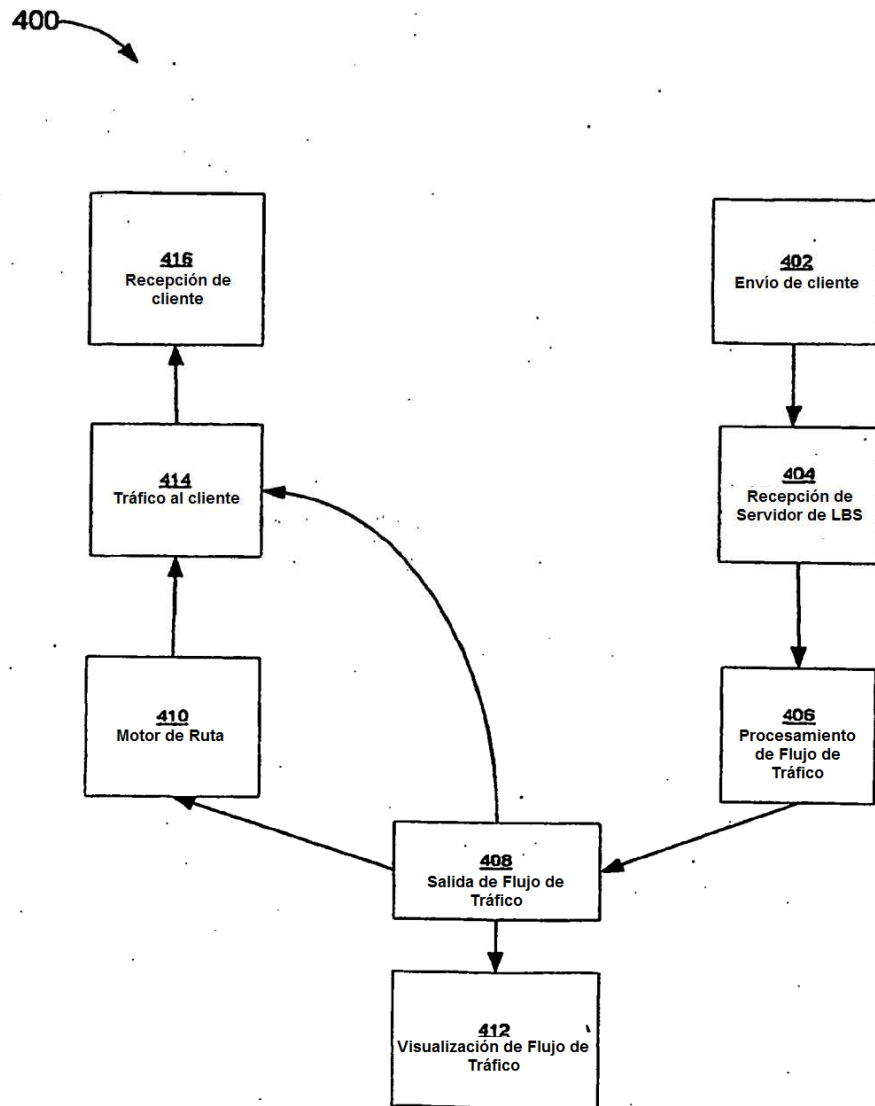 400
416
Recepción de
cliente
402
Envío de cliente
414
Tráfico al cliente
404
Recepción de
Servidor de LBS
410
Motor de Ruta
406
Procesamiento
de Flujo de
Tráfico
408
Salida de Flujo de
Tráfico
412
Visualización de Flujo de
Tráfico